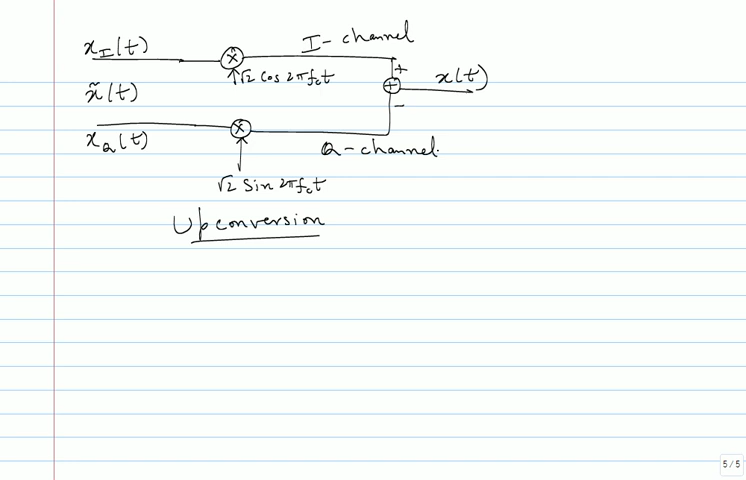 x_I(t) I-channel
√2 cos 2πf_c t
+
x̃(t) + x(t)
−
x_Q(t) Q-channel.
√2 sin 2πf_c t
Upconversion
5/5